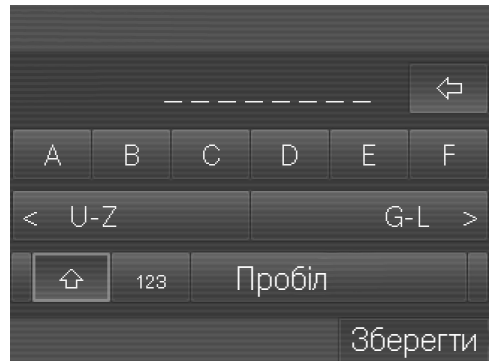 _ _ _ _ _ _ _ _ _
A B C D E F
< U-Z G-L >
123 Пробіл
Зберегти